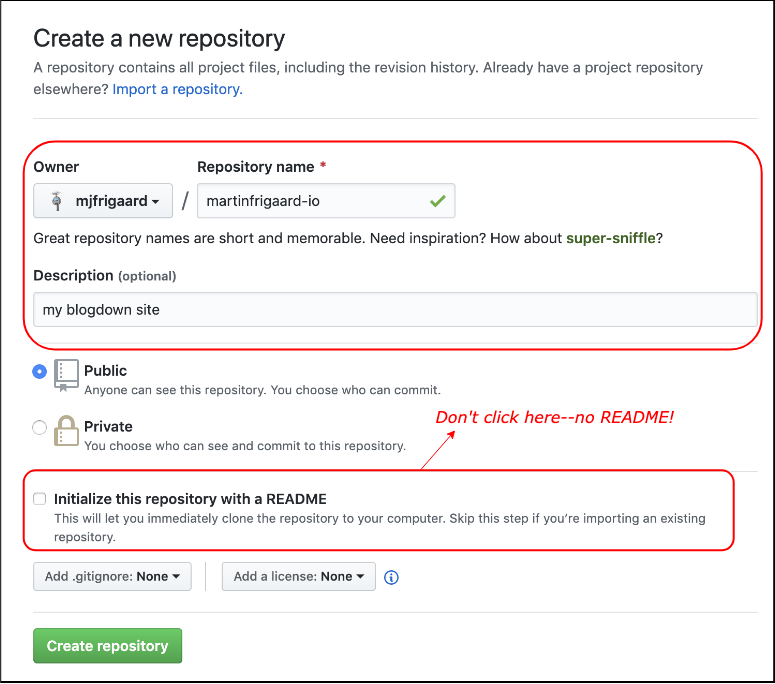 Create a new repository
A repository contains all project files, including the revision history. Already have a project repository
elsewhere? Import a repository.
Owner Repository name *
mjfrigaard / martinfrigaard-io
Great repository names are short and memorable. Need inspiration? How about super-sniffle?
Description (optional)
my blogdown site
Public
Anyone can see this repository. You choose who can commit.
Don't click here--no README!
Private
You choose who can see and commit to this repository.
Initialize this repository with a README
This will let you immediately clone the repository to your computer. Skip this step if you're importing an existing
repository.
Add .gitignore: None Add a license: None
Create repository